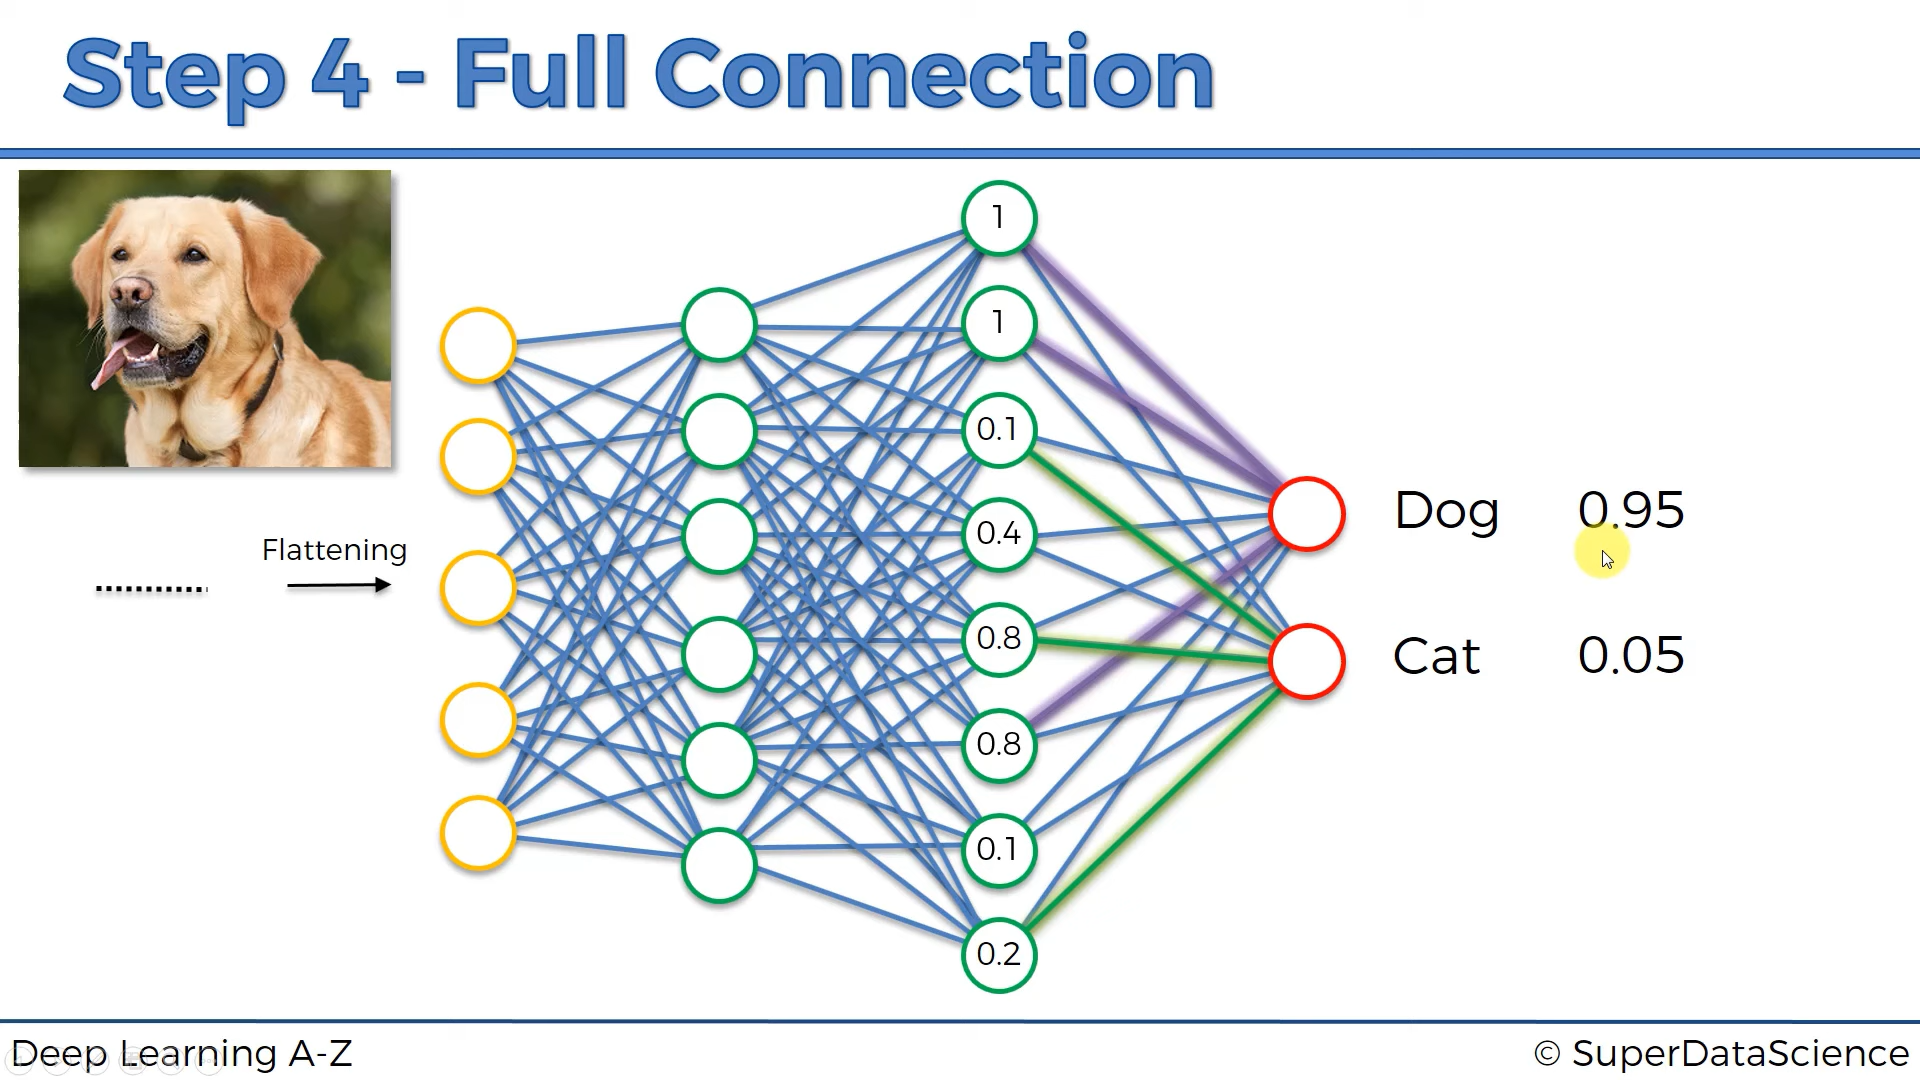 Step 4 - Full Connection
Flattening
1
1
0.1
0.4
0.8
0.8
0.1
0.2
Dog 0.95
Cat 0.05
Deep Learning A-Z
© SuperDataScience